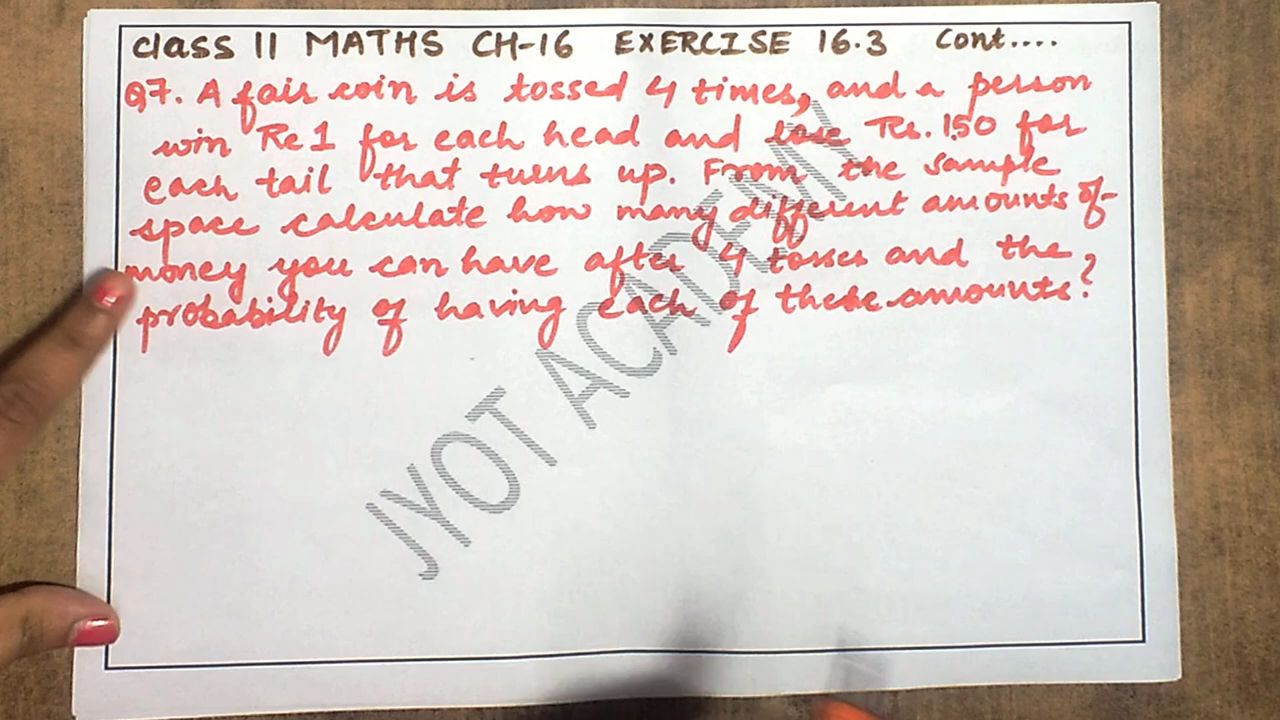 class 11 MATHS CH-16 EXERCISE 16.3 Cont....
Q7. A fair coin is tossed 4 times, and a person
win Re 1 for each head and lose Rs. 1.50 for
each tail that turns up. From the sample
space calculate how many different amounts of
money you can have after 4 tosses and the
probability of having each of these amounts?
JYOT ACADEMY